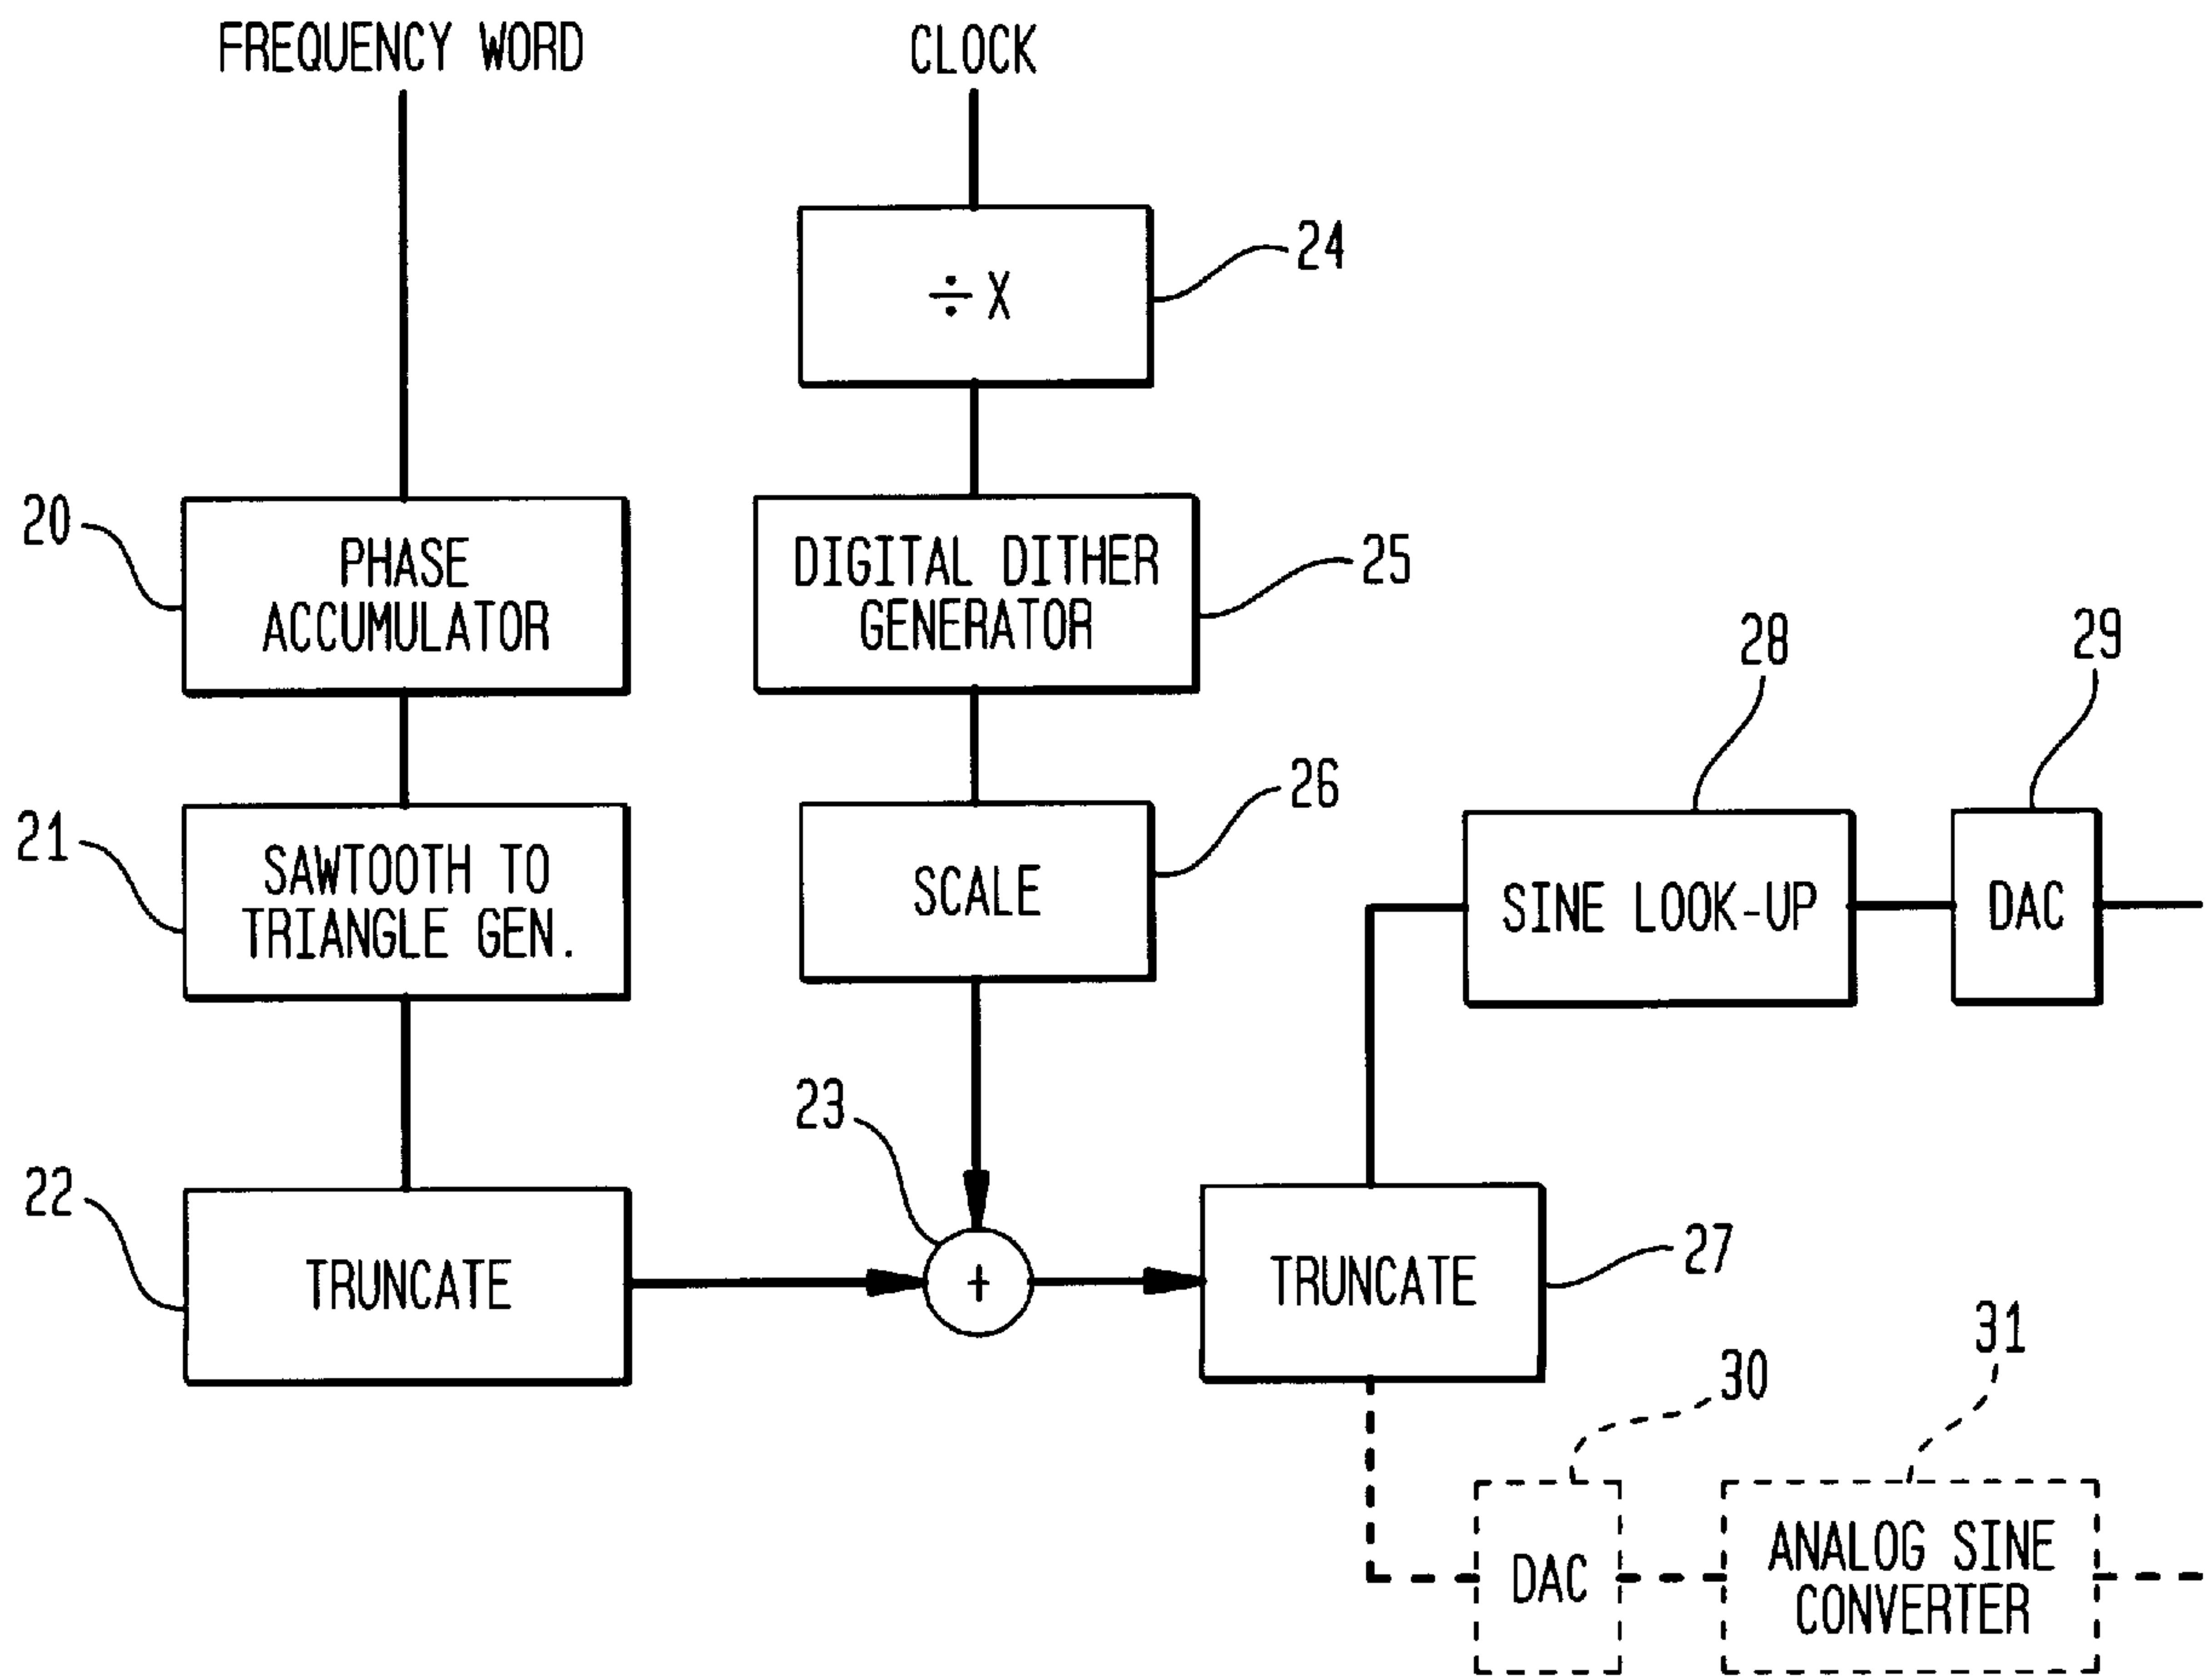 FREQUENCY WORD
CLOCK
÷ X
24
20
PHASE
ACCUMULATOR
DIGITAL DITHER
GENERATOR
25
28
29
21
SAWTOOTH TO
TRIANGLE GEN.
26
SCALE
SINE LOOK-UP
DAC
23
22
TRUNCATE
+
TRUNCATE
27
30
31
DAC
ANALOG SINE
CONVERTER